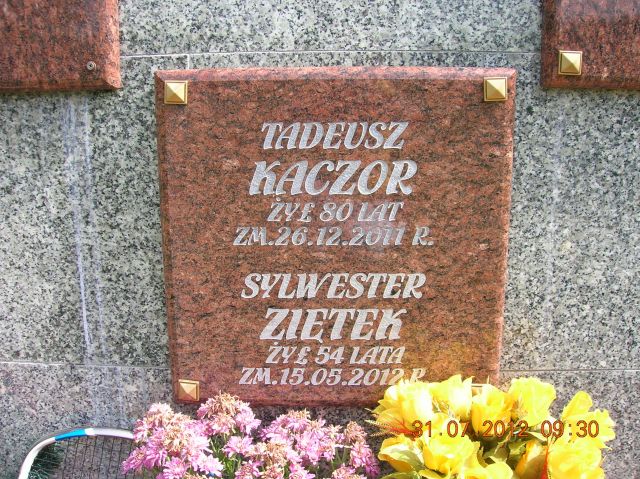 TADEUSZ
KACZOR
ŻYŁ 80 LAT
ZM.26.12.2011 R.
SYLWESTER
ZIĘTEK
ŻYŁ 54 LATA
ZM.15.05.2012 R.
31.07.2012 09:30